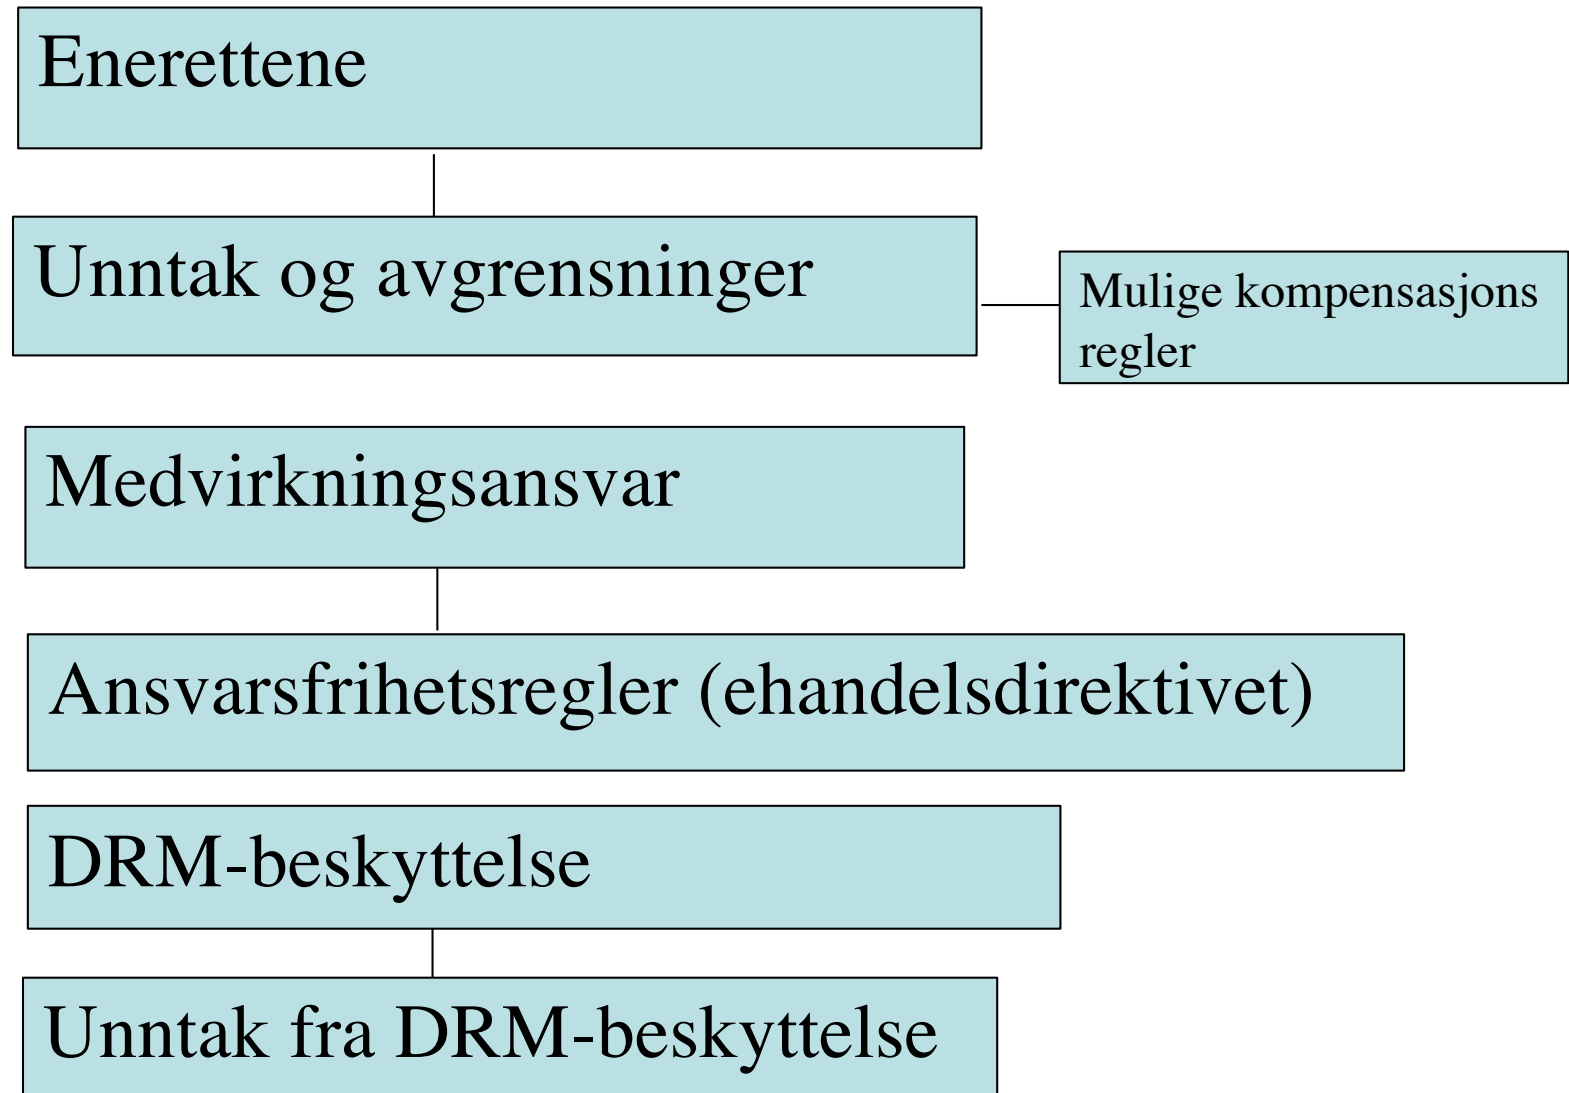 Enerettene
Unntak og avgrensninger
Mulige kompensasjons
regler
Medvirkningsansvar
Ansvarsfrihetsregler (ehandelsdirektivet)
DRM-beskyttelse
Unntak fra DRM-beskyttelse